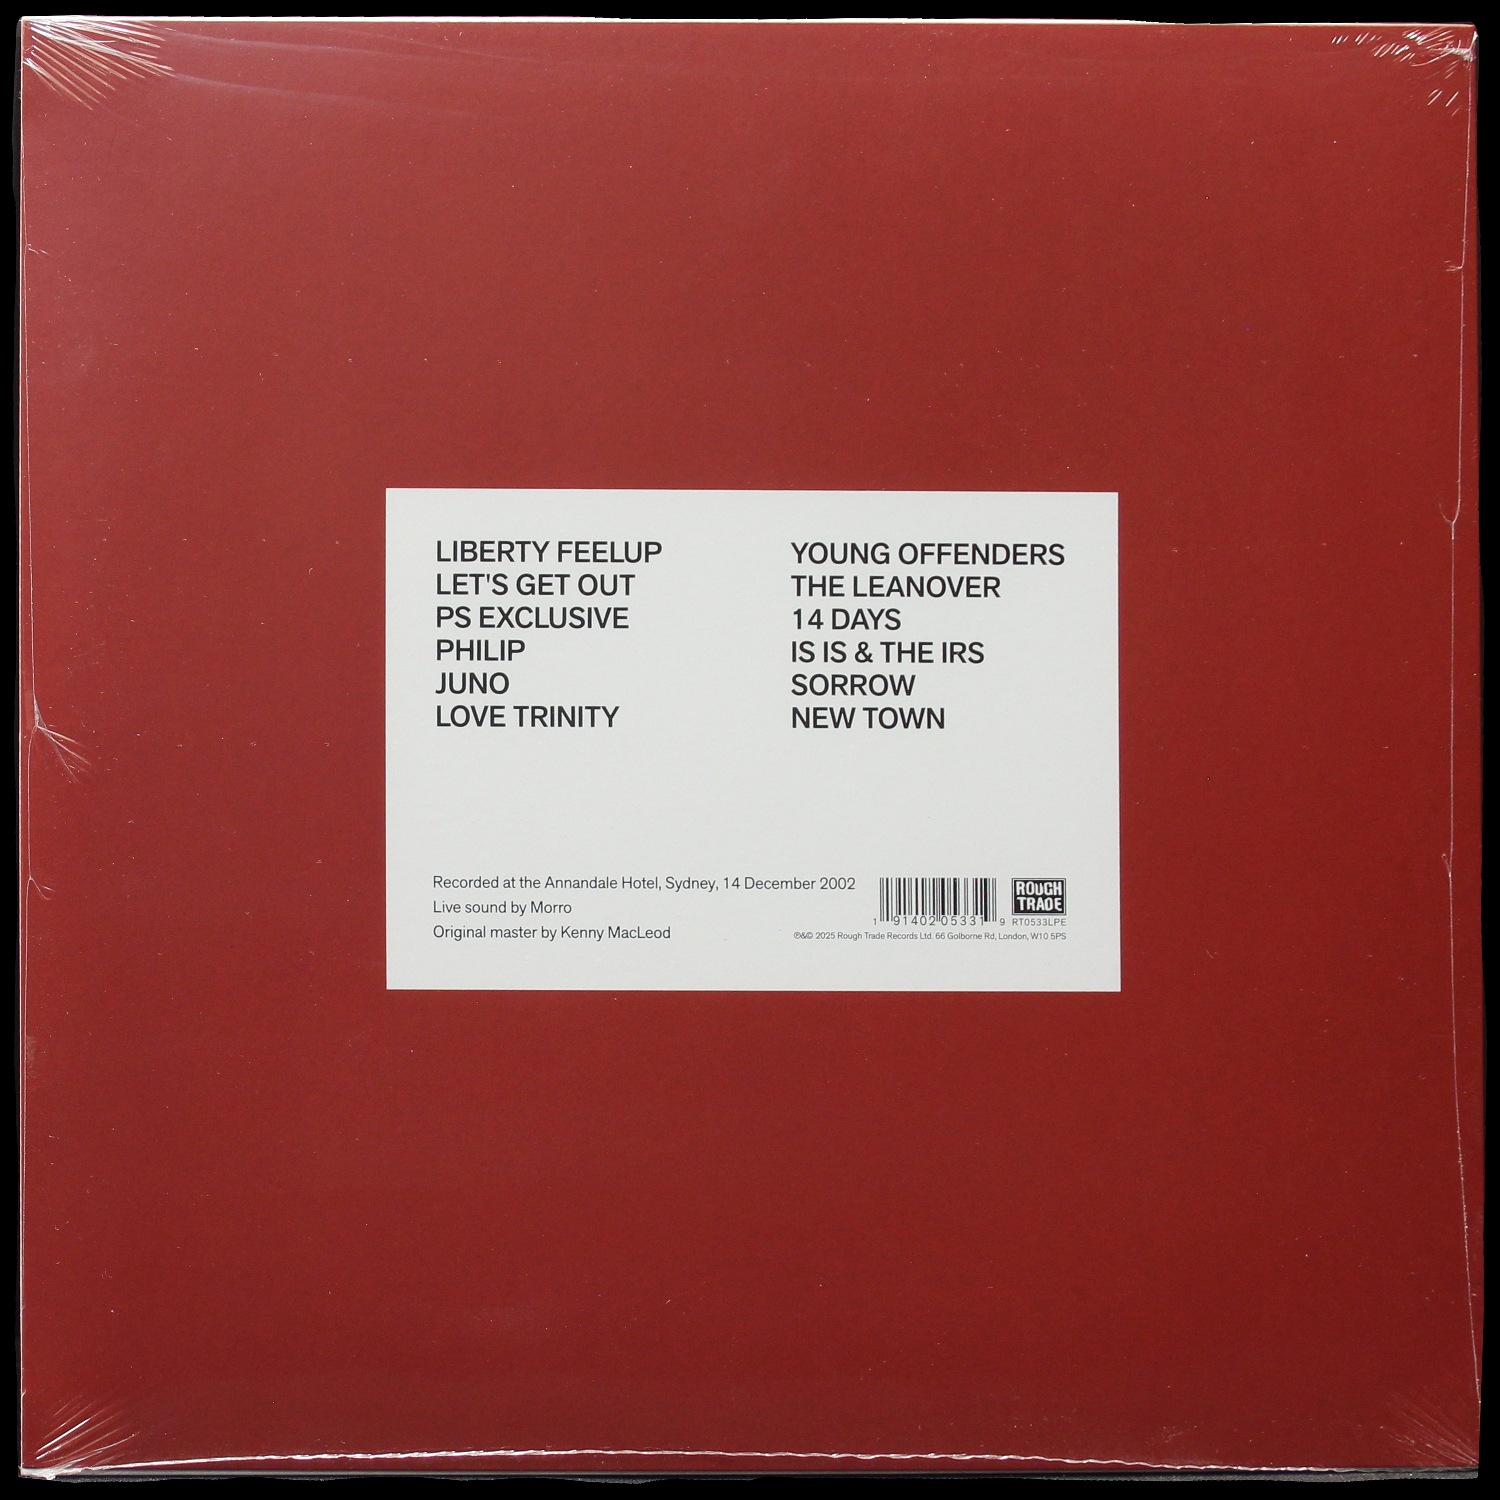 LIBERTY FEELUP
LET'S GET OUT
PS EXCLUSIVE
PHILIP
JUNO
LOVE TRINITY
YOUNG OFFENDERS
THE LEANOVER
14 DAYS
IS IS & THE IRS
SORROW
NEW TOWN
Recorded at the Annandale Hotel, Sydney, 14 December 2002
Live sound by Morro
Original master by Kenny MacLeod
1 91402 05331 9
ROUGH TRADE
RT0533LPE
℗&© 2025 Rough Trade Records Ltd. 66 Golborne Rd, London, W10 5PS